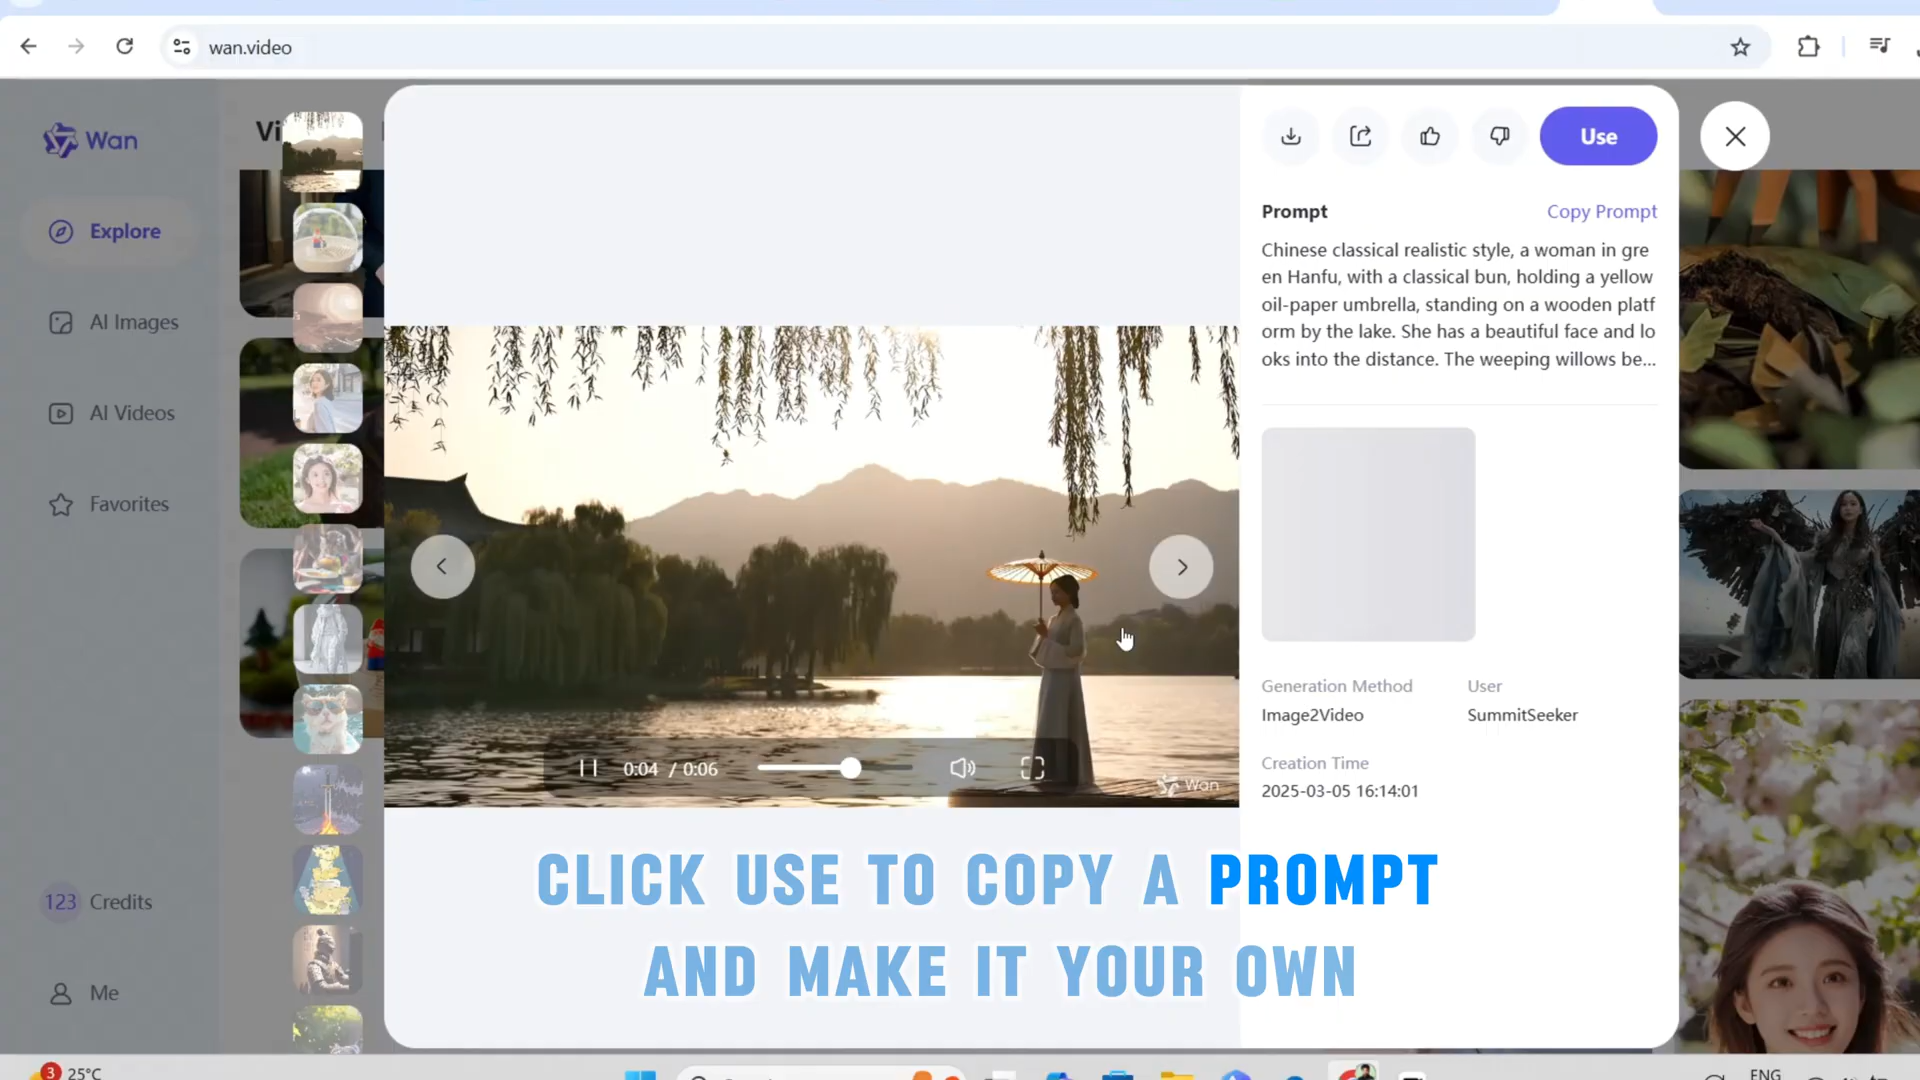 wan.video
Wan
Vi
Use
Explore
Prompt
Copy Prompt
Chinese classical realistic style, a woman in gre
en Hanfu, with a classical bun, holding a yellow
oil-paper umbrella, standing on a wooden platf
orm by the lake. She has a beautiful face and lo
oks into the distance. The weeping willows be...
AI Images
AI Videos
Favorites
Generation Method
User
Image2Video
SummitSeeker
0:04 / 0:06
Wan
Creation Time
2025-03-05 16:14:01
CLICK USE TO COPY A PROMPT
AND MAKE IT YOUR OWN
123 Credits
Me
3
25°C
ENG